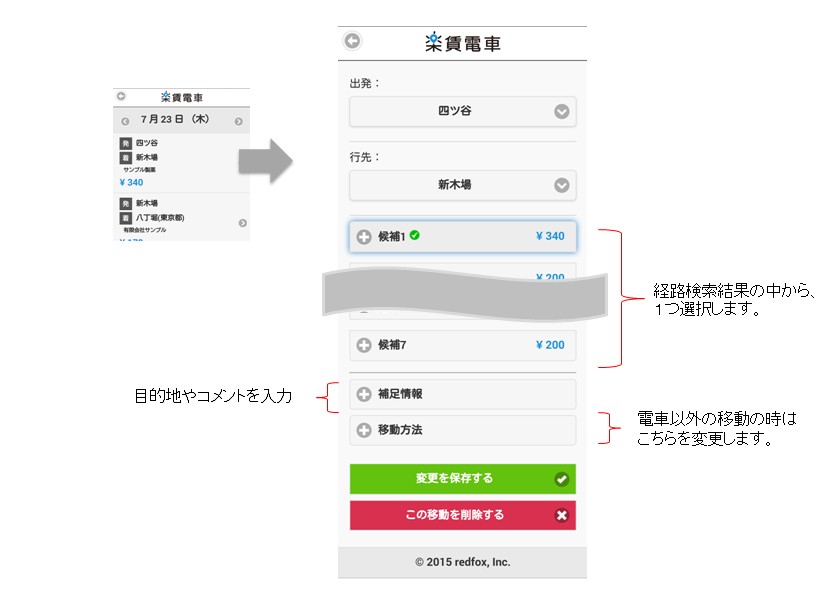 楽賃電車
7月23日 (木)
発 四ツ谷
着 新木場
サンプル製薬
¥ 340
発 新木場
着 八丁堀(東京都)
有限会社サンプル
楽賃電車
出発：
四ツ谷
行先：
新木場
候補1 ¥ 340
¥ 200
候補7 ¥ 200
補足情報
移動方法
変更を保存する
この移動を削除する
© 2015 redfox, Inc.
経路検索結果の中から、
1つ選択します。
目的地やコメントを入力
電車以外の移動の時は
こちらを変更します。